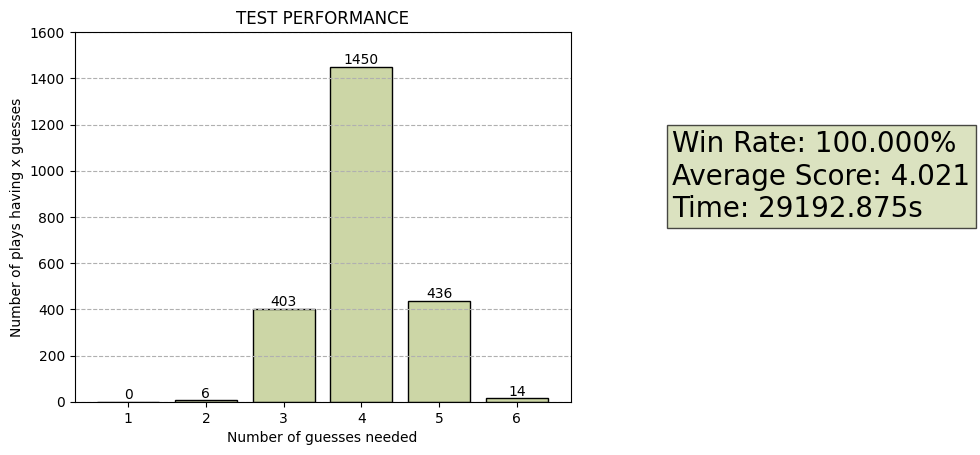 TEST PERFORMANCE
1600
1400
1200
1000
800
600
400
200
0
Number of plays having x guesses
0
6
403
1450
436
14
1 2 3 4 5 6
Number of guesses needed
Win Rate: 100.000%
Average Score: 4.021
Time: 29192.875s